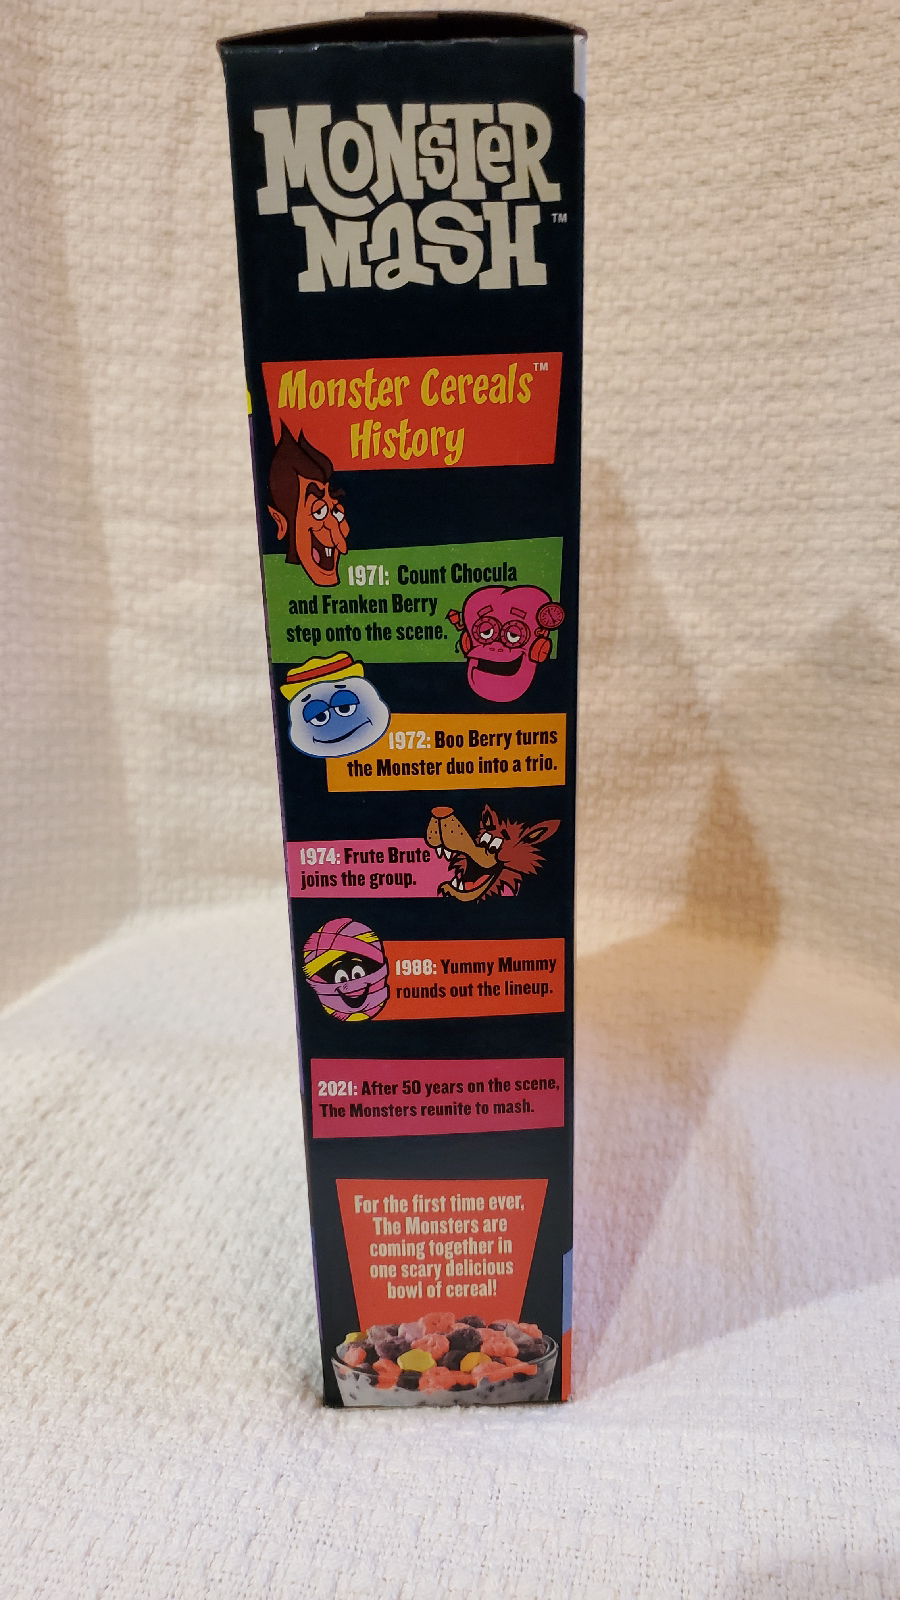 MONSTER
MASH™
Monster Cereals™
History
1971: Count Chocula
and Franken Berry
step onto the scene.
1972: Boo Berry turns
the Monster duo into a trio.
1974: Frute Brute
joins the group.
1988: Yummy Mummy
rounds out the lineup.
2021: After 50 years on the scene,
The Monsters reunite to mash.
For the first time ever,
The Monsters are
coming together in
one scary delicious
bowl of cereal!